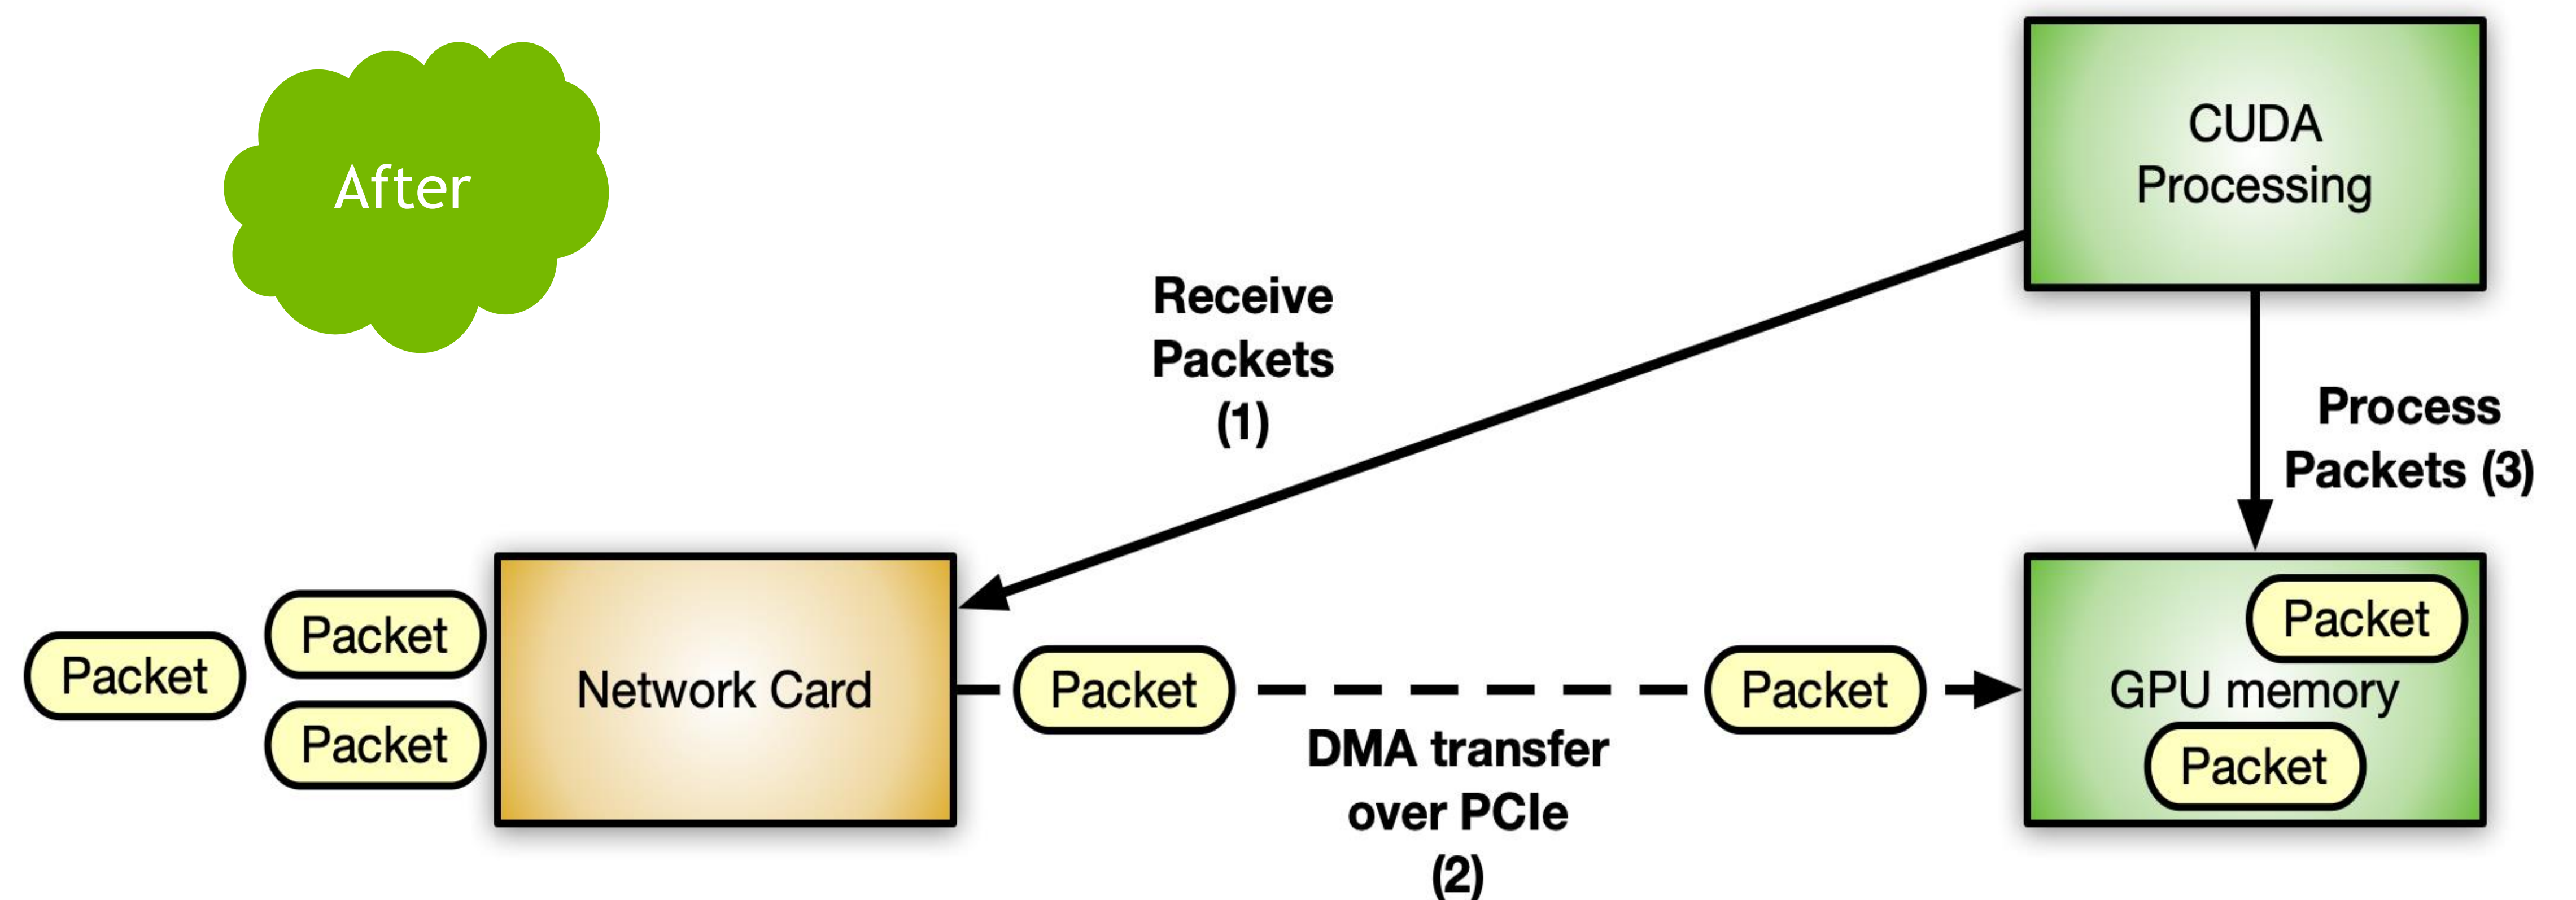 After
CUDA
Processing
Receive
Packets
(1)
Process
Packets (3)
Packet
Packet
Packet
Network Card
Packet
DMA transfer
over PCIe
(2)
Packet
Packet
GPU memory
Packet